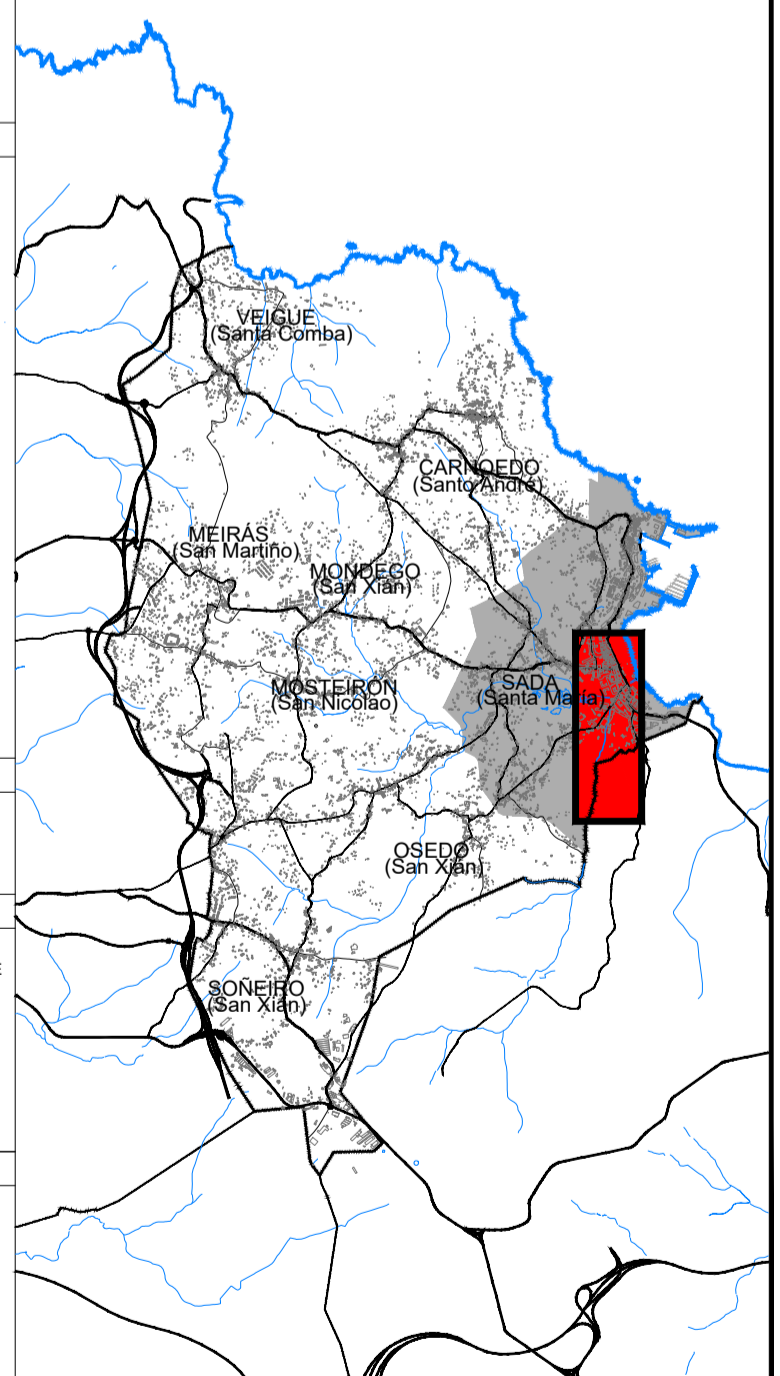 VEIGUE
(Santa Comba)
CARNOEDO
(Santo André)
MEIRÁS
(San Martiño)
MONDEGO
(San Xián)
MOSTEIRÓN
(San Nicolao)
SADA
(Santa María)
OSEDO
(San Xián)
SOÑEIRO
(San Xián)